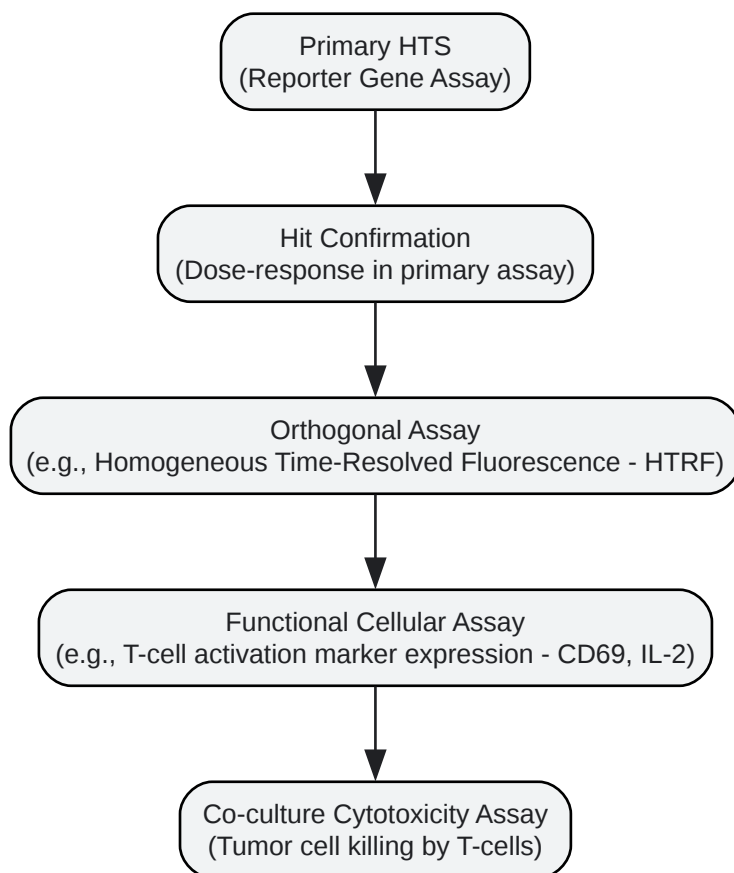 Primary HTS
(Reporter Gene Assay)
Hit Confirmation
(Dose-response in primary assay)
Orthogonal Assay
(e.g., Homogeneous Time-Resolved Fluorescence - HTRF)
Functional Cellular Assay
(e.g., T-cell activation marker expression - CD69, IL-2)
Co-culture Cytotoxicity Assay
(Tumor cell killing by T-cells)